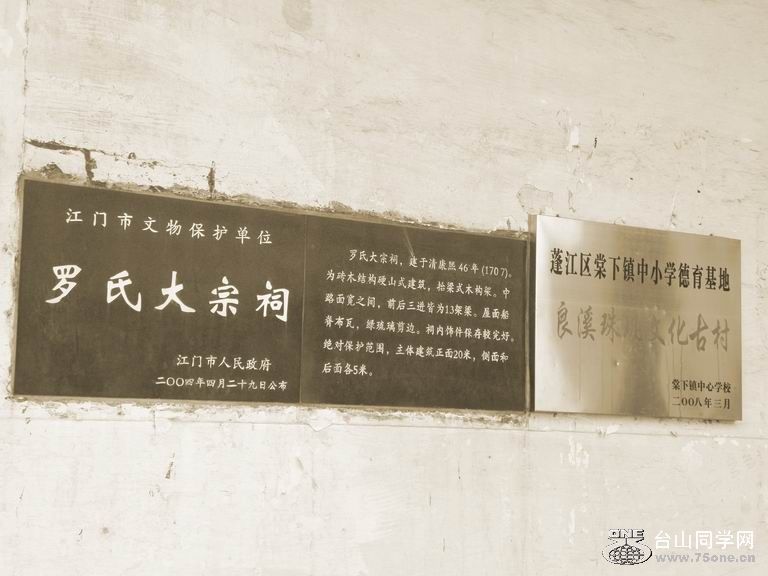 江门市文物保护单位
罗氏大宗祠
江门市人民政府
二〇〇四年四月二十九日公布
罗氏大宗祠，建于清康熙46年(1707)。
为砖木结构硬山式建筑，抬梁式木构架。中
路面宽之间，前后三进皆为13架梁。屋面船
脊布瓦，绿琉璃剪边。祠内饰件保存较完好。
绝对保护范围，主体建筑正面20米，侧面和
后面各5米。
蓬江区棠下镇中小学德育基地
良溪珠玑文化古村
棠下镇中心学校
二〇〇八年三月
ONE
台山同学网
www.75one.cn